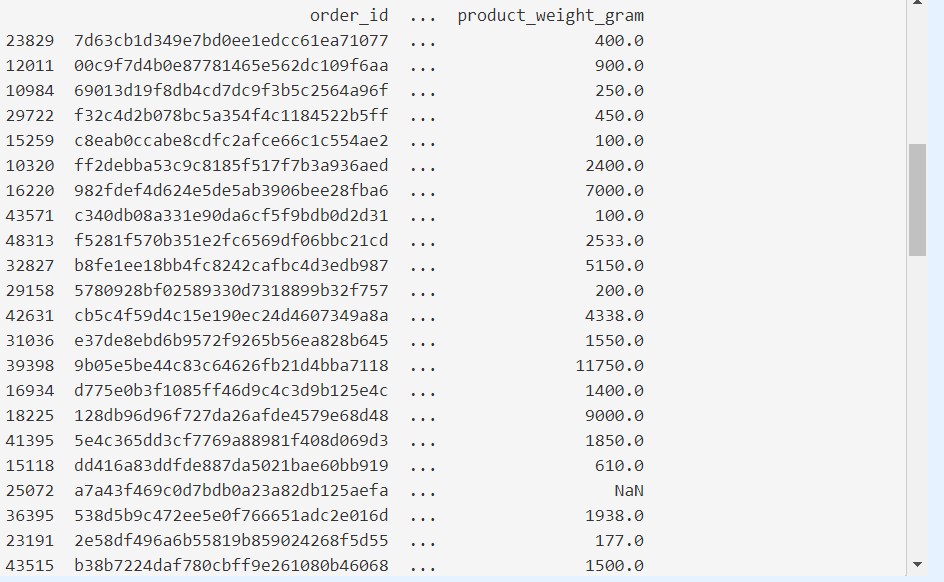 order_id ... product_weight_gram
23829 7d63cb1d349e7bd0ee1edcc61ea71077 ... 400.0
12011 00c9f7d4b0e87781465e562dc109f6aa ... 900.0
10984 69013d19f8db4cd7dc9f3b5c2564a96f ... 250.0
29722 f32c4d2b078bc5a354f4c1184522b5ff ... 450.0
15259 c8eab0ccabe8cdfc2afce66c1c554ae2 ... 100.0
10320 ff2debba53c9c8185f517f7b3a936aed ... 2400.0
16220 982fdef4d624e5de5ab3906bee28fba6 ... 7000.0
43571 c340db08a331e90da6cf5f9bdb0d2d31 ... 100.0
48313 f5281f570b351e2fc6569df06bbc21cd ... 2533.0
32827 b8fe1ee18bb4fc8242cafbc4d3edb987 ... 5150.0
29158 5780928bf02589330d7318899b32f757 ... 200.0
42631 cb5c4f59d4c15e190ec24d4607349a8a ... 4338.0
31036 e37de8ebd6b9572f9265b56ea828b645 ... 1550.0
39398 9b05e5be44c83c64626fb21d4bba7118 ... 11750.0
16934 d775e0b3f1085ff46d9c4c3d9b125e4c ... 1400.0
18225 128db96d96f727da26afde4579e68d48 ... 9000.0
41395 5e4c365dd3cf7769a88981f408d069d3 ... 1850.0
15118 dd416a83ddfde887da5021bae60bb919 ... 610.0
25072 a7a43f469c0d7bdb0a23a82db125aefa ... NaN
36395 538d5b9c472ee5e0f766651adc2e016d ... 1938.0
23191 2e58df496a6b55819b859024268f5d55 ... 177.0
43515 b38b7224daf780cbff9e261080b46068 ... 1500.0